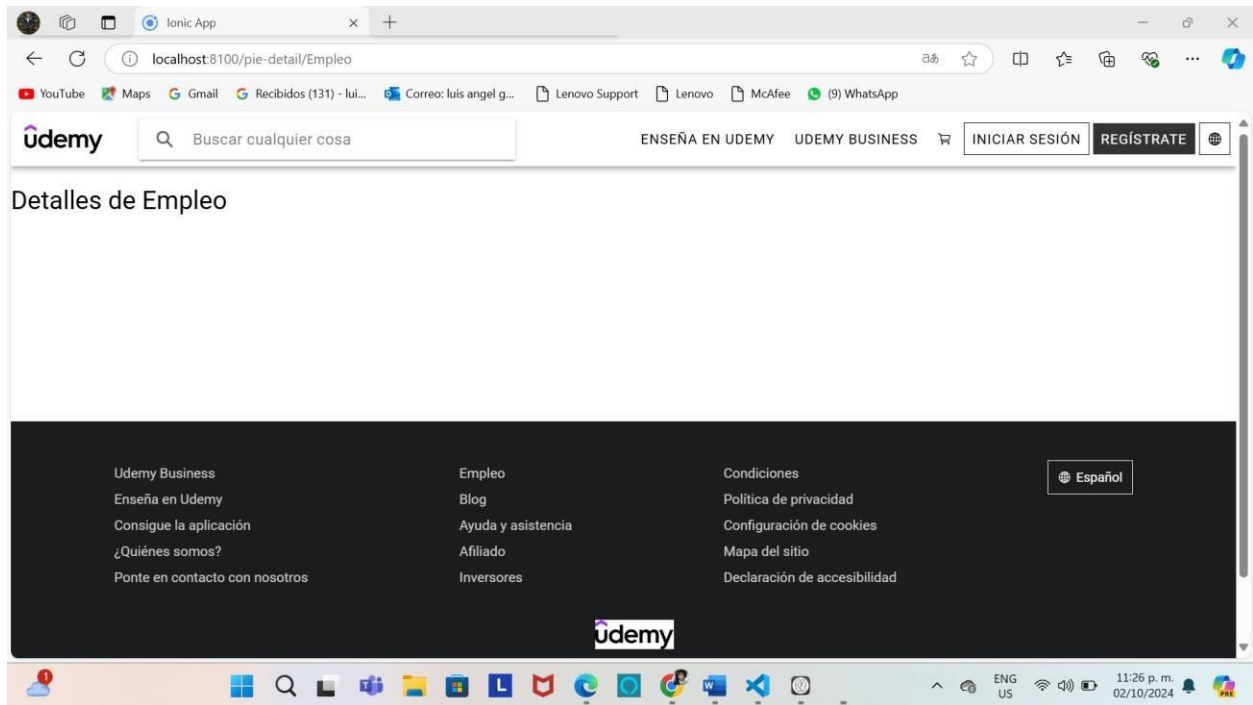 Ionic App
localhost:8100/pie-detail/Empleo
YouTube Maps Gmail Recibidos (131) - lui... Correo: luis angel g... Lenovo Support Lenovo McAfee (9) WhatsApp
udemy Buscar cualquier cosa ENSEÑA EN UDEMY UDEMY BUSINESS INICIAR SESIÓN REGÍSTRATE
Detalles de Empleo
Udemy Business Empleo Condiciones Español
Enseña en Udemy Blog Política de privacidad
Consigue la aplicación Ayuda y asistencia Configuración de cookies
¿Quiénes somos? Afiliado Mapa del sitio
Ponte en contacto con nosotros Inversores Declaración de accesibilidad
udemy
1 L ENG 11:26 p. m.
US 02/10/2024 PRE